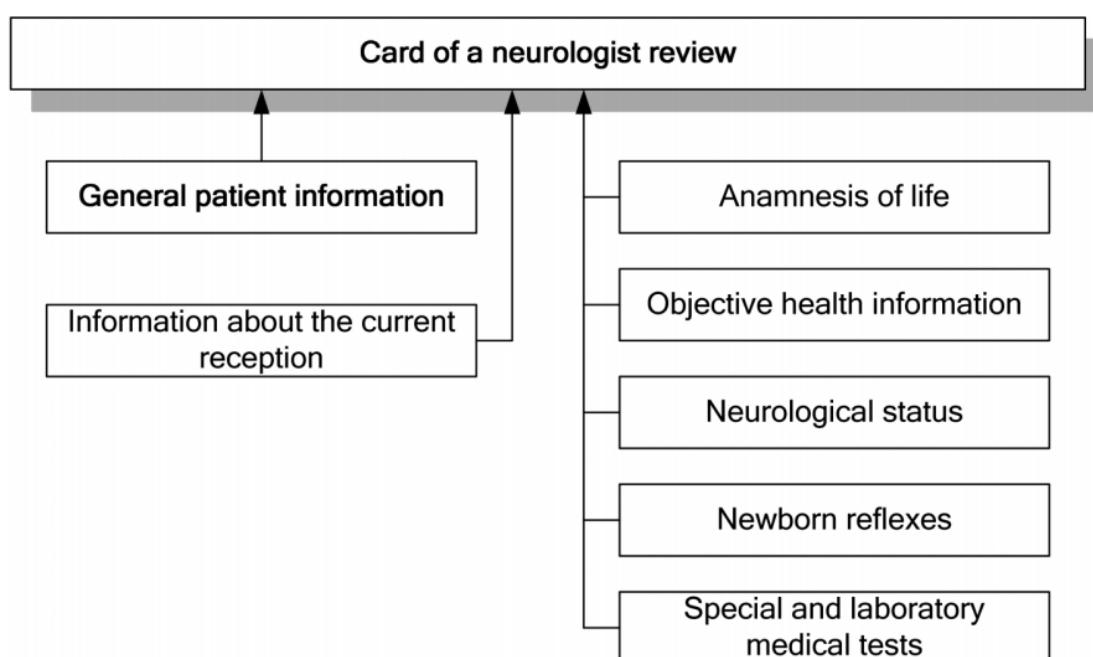 Card of a neurologist review
General patient information
Information about the current
reception
Anamnesis of life
Objective health information
Neurological status
Newborn reflexes
Special and laboratory
medical tests